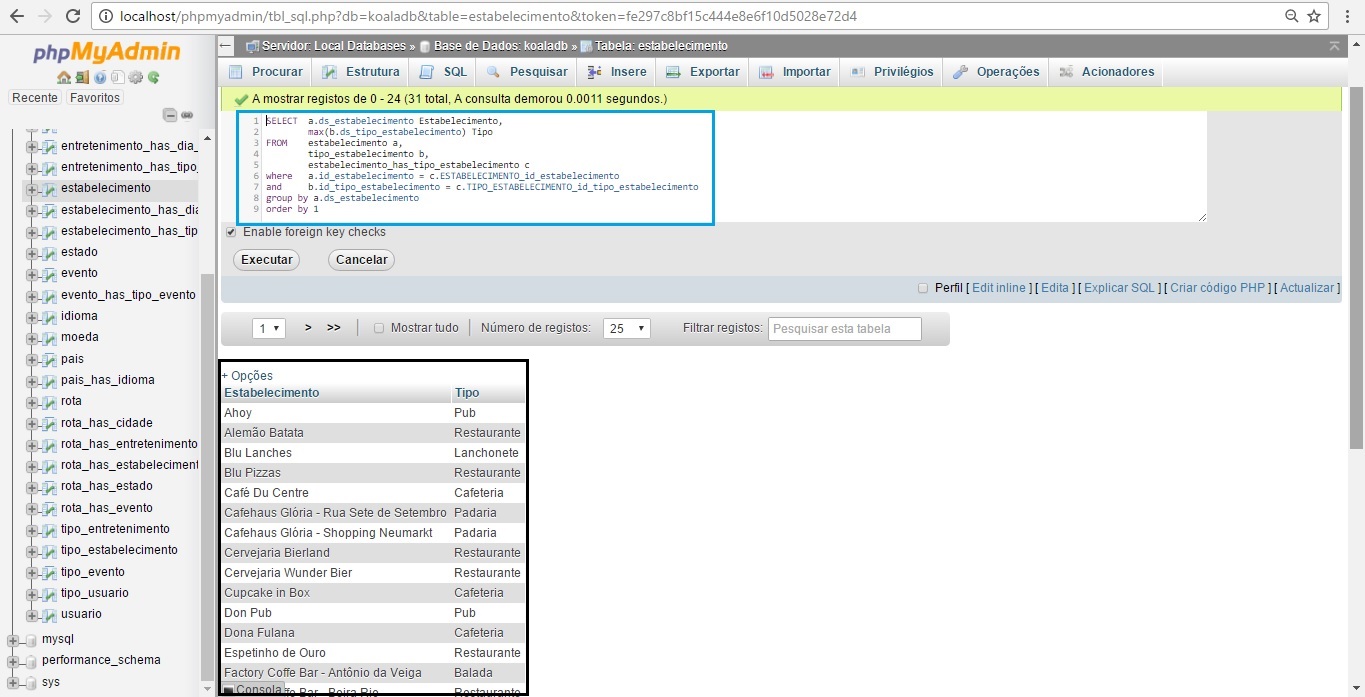 localhost/phpmyadmin/tbl_sql.php?db=koaladb&table=estabelecimento&token=fe297c8bf15c444e8e6f10d5028e72d4
phpMyAdmin
Recente Favoritos
entretenimento_has_dia_
entretenimento_has_tipo_
estabelecimento
estabelecimento_has_dia
estabelecimento_has_tip
estado
evento
evento_has_tipo_evento
idioma
moeda
pais
pais_has_idioma
rota
rota_has_cidade
rota_has_entretenimento
rota_has_estabeleciment
rota_has_estado
rota_has_evento
tipo_entretenimento
tipo_estabelecimento
tipo_evento
tipo_usuario
usuario
mysql
performance_schema
sys
Servidor: Local Databases » Base de Dados: koaladb » Tabela: estabelecimento
Procurar Estrutura SQL Pesquisar Insere Exportar Importar Privilégios Operações Acionadores
A mostrar registos de 0 - 24 (31 total, A consulta demorou 0.0011 segundos.)
1 SELECT a.ds_estabelecimento Estabelecimento,
2 max(b.ds_tipo_estabelecimento) Tipo
3 FROM estabelecimento a,
4 tipo_estabelecimento b,
5 estabelecimento_has_tipo_estabelecimento c
6 where a.id_estabelecimento = c.ESTABELECIMENTO_id_estabelecimento
7 and b.id_tipo_estabelecimento = c.TIPO_ESTABELECIMENTO_id_tipo_estabelecimento
8 group by a.ds_estabelecimento
9 order by 1
Enable foreign key checks
Executar Cancelar
Perfil [ Edit inline ] [ Edita ] [ Explicar SQL ] [ Criar código PHP ] [ Actualizar ]
1 > >> Mostrar tudo Número de registos: 25 Filtrar registos: Pesquisar esta tabela
+ Opções
Estabelecimento Tipo
Ahoy Pub
Alemão Batata Restaurante
Blu Lanches Lanchonete
Blu Pizzas Restaurante
Café Du Centre Cafeteria
Cafehaus Glória - Rua Sete de Setembro Padaria
Cafehaus Glória - Shopping Neumarkt Padaria
Cervejaria Bierland Restaurante
Cervejaria Wunder Bier Restaurante
Cupcake in Box Cafeteria
Don Pub Pub
Dona Fulana Cafeteria
Espetinho de Ouro Restaurante
Factory Coffe Bar - Antônio da Veiga Balada
Consola Bar - Beira Rio Restaurante